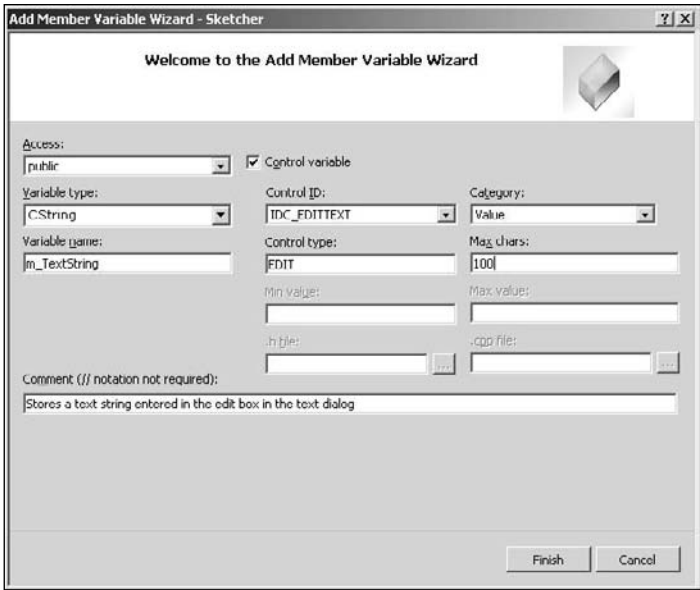 Add Member Variable Wizard - Sketcher
Welcome to the Add Member Variable Wizard
Access:
public
Control variable
Variable type:
CString
Control ID:
IDC_EDITTEXT
Category:
Value
Variable name:
m_TextString
Control type:
EDIT
Max chars:
100
Min value:
Max value:
.h file:
...
.cpp file:
...
Comment (// notation not required):
Stores a text string entered in the edit box in the text dialog
Finish
Cancel